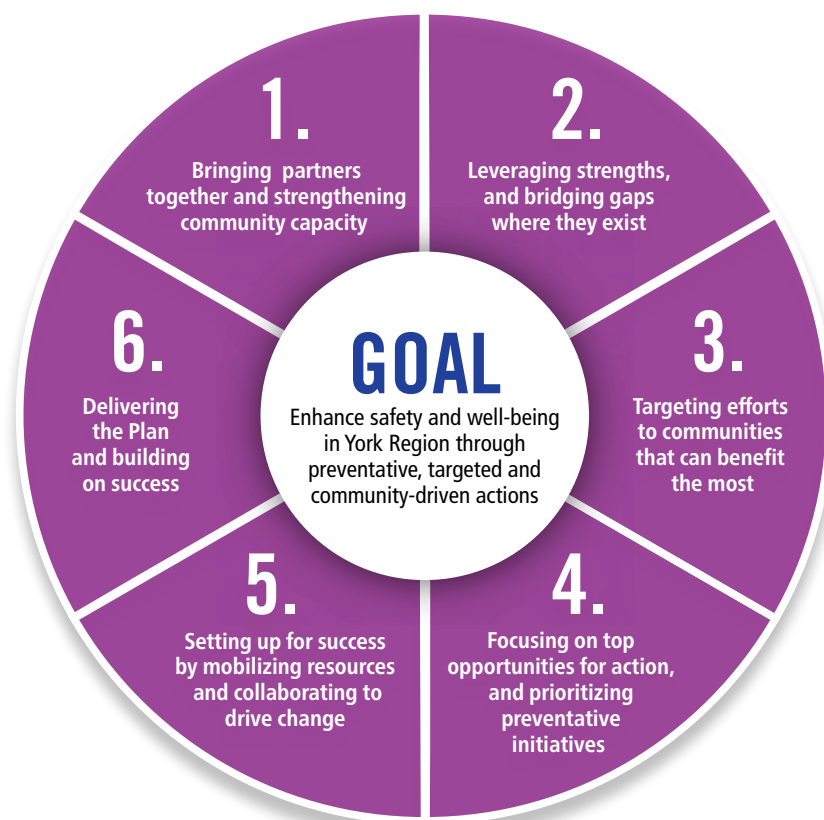 1.
Bringing partners
together and strengthening
community capacity
2.
Leveraging strengths,
and bridging gaps
where they exist
3.
Targeting efforts
to communities
that can benefit
the most
4.
Focusing on top
opportunities for action,
and prioritizing
preventative
initiatives
5.
Setting up for success
by mobilizing resources
and collaborating to
drive change
6.
Delivering
the Plan
and building
on success
GOAL
Enhance safety and well-being
in York Region through
preventative, targeted and
community-driven actions